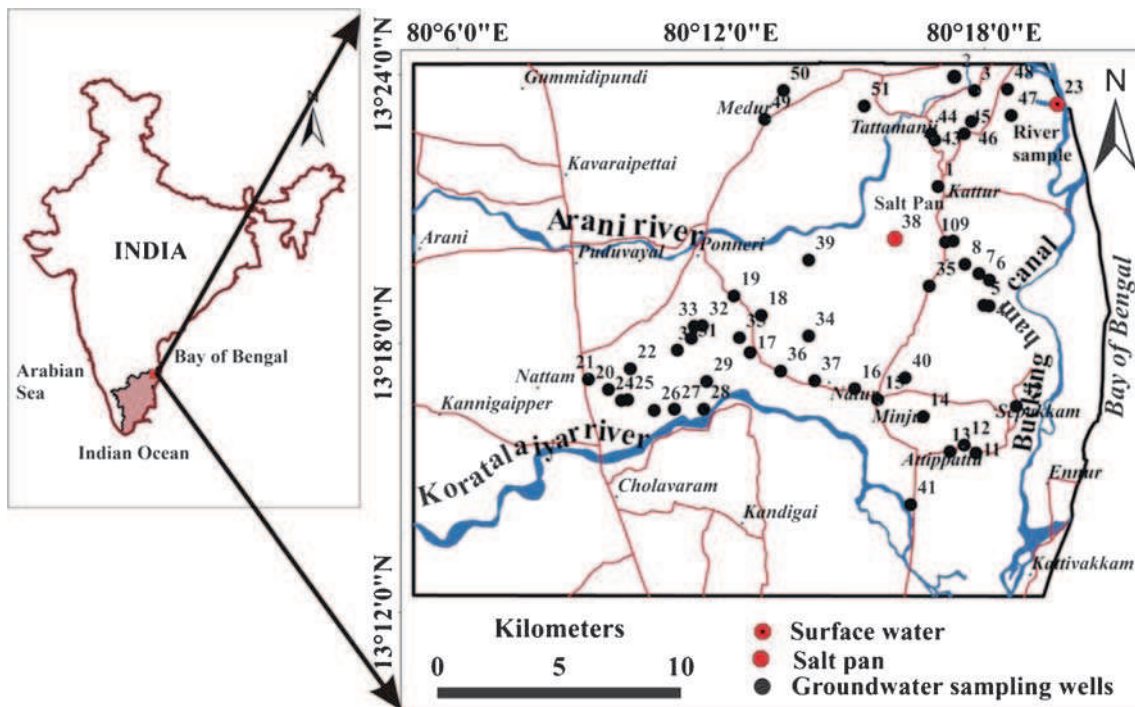 80°6'0"E
80°12'0"E
80°18'0"E
13°24'0"N
13°18'0"N
13°12'0"N
N
INDIA
Arabian
Sea
Bay of Bengal
Indian Ocean
N
Gummidipundi
50
2
3
48
23
49
Medur
51
47
44
45
Tattamanji
43
46
River
sample
Kavaraipettai
1
Kattur
Salt Pan
38
Arani river
Arani
Puduvayal
Ponneri
39
109
8
7
6
35
5
19
18
33
32
31
35
34
17
36
37
16
15
40
21
22
20
24
25
29
Nattam
26
27
28
Kannigaipper
14
Minjur
Sepakkam
13
12
11
Attippattu
Bucking ham canal
Bay of Bengal
Koratalaiyar river
41
Ennur
Cholavaram
Kandigai
Kattivakkam
Kilometers
0
5
10
Surface water
Salt pan
Groundwater sampling wells